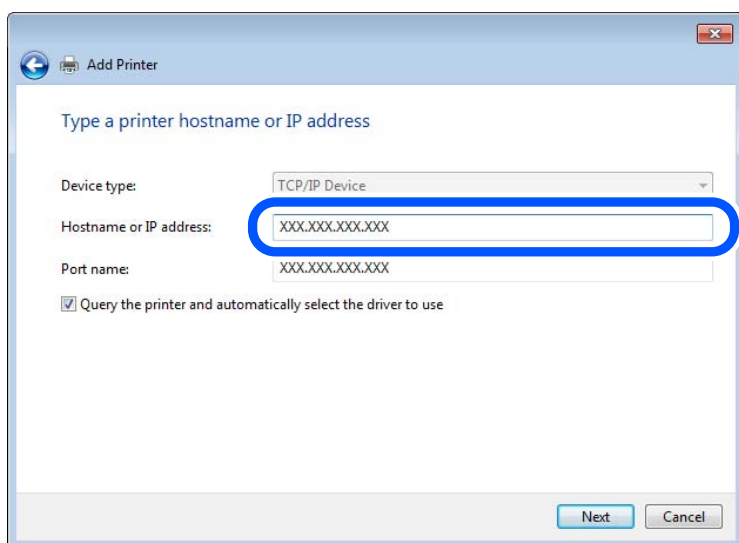 Add Printer
Type a printer hostname or IP address
Device type: TCP/IP Device
Hostname or IP address: XXX.XXX.XXX.XXX
Port name: XXX.XXX.XXX.XXX
Query the printer and automatically select the driver to use
Next Cancel